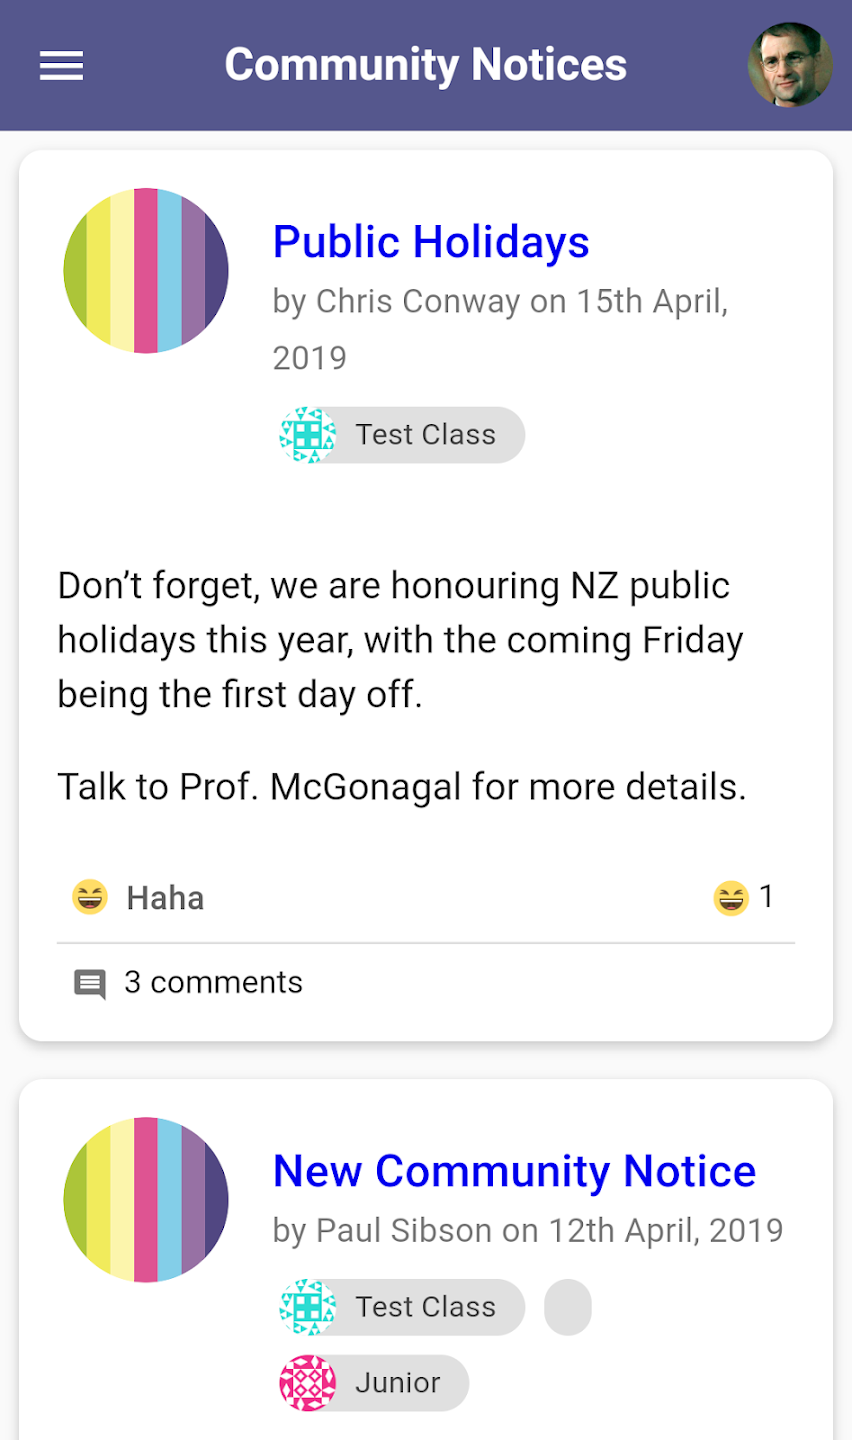 Community Notices
Public Holidays
by Chris Conway on 15th April,
2019
Test Class
Don’t forget, we are honouring NZ public
holidays this year, with the coming Friday
being the first day off.
Talk to Prof. McGonagal for more details.
Haha
1
3 comments
New Community Notice
by Paul Sibson on 12th April, 2019
Test Class
Junior